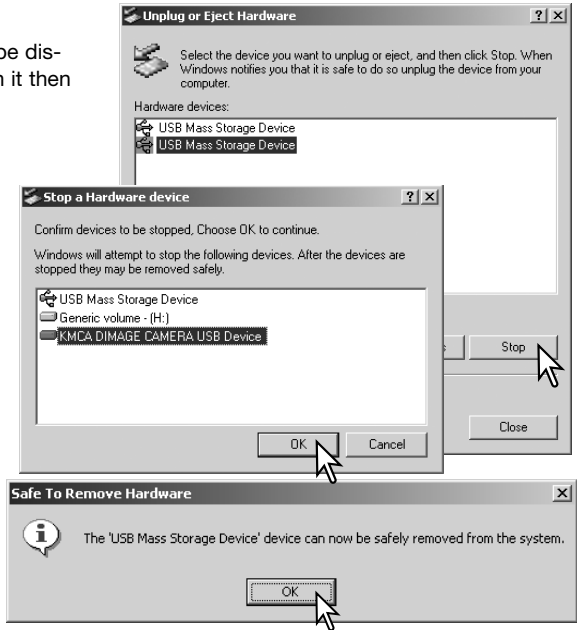 be dis-
n it then
Unplug or Eject Hardware
Select the device you want to unplug or eject, and then click Stop. When
Windows notifies you that it is safe to do so unplug the device from your
computer.
Hardware devices:
USB Mass Storage Device
USB Mass Storage Device
Stop
Close
Stop a Hardware device
Confirm devices to be stopped, Choose OK to continue.
Windows will attempt to stop the following devices. After the devices are
stopped they may be removed safely.
USB Mass Storage Device
Generic volume - (H:)
KMCA DIMAGE CAMERA USB Device
OK Cancel
Safe To Remove Hardware
The 'USB Mass Storage Device' device can now be safely removed from the system.
OK